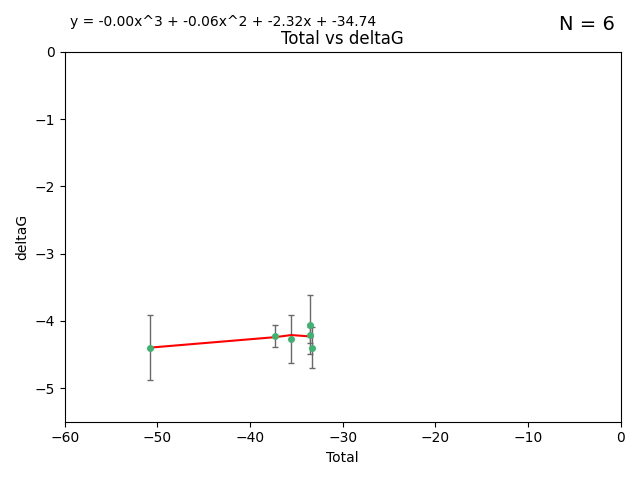 y = -0.00x^3 + -0.06x^2 + -2.32x + -34.74
N = 6
Total vs deltaG
0
−1
−2
−3
−4
−5
deltaG
−60
−50
−40
−30
−20
−10
0
Total